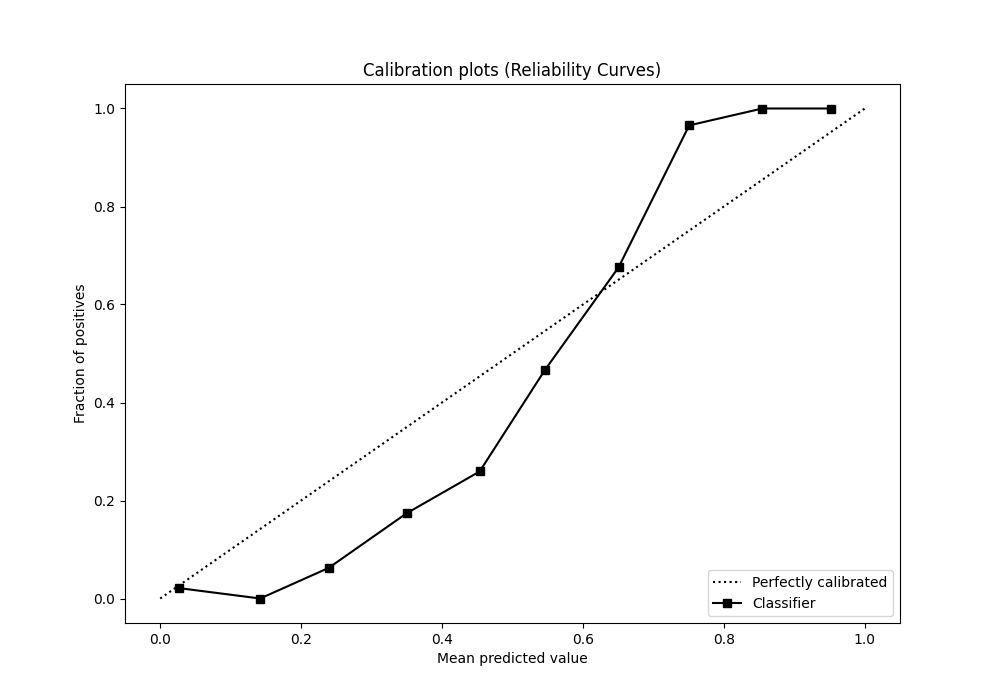 Calibration plots (Reliability Curves)
1.0
0.8
0.6
0.4
0.2
0.0
Fraction of positives
0.0 0.2 0.4 0.6 0.8 1.0
Mean predicted value
Perfectly calibrated
Classifier